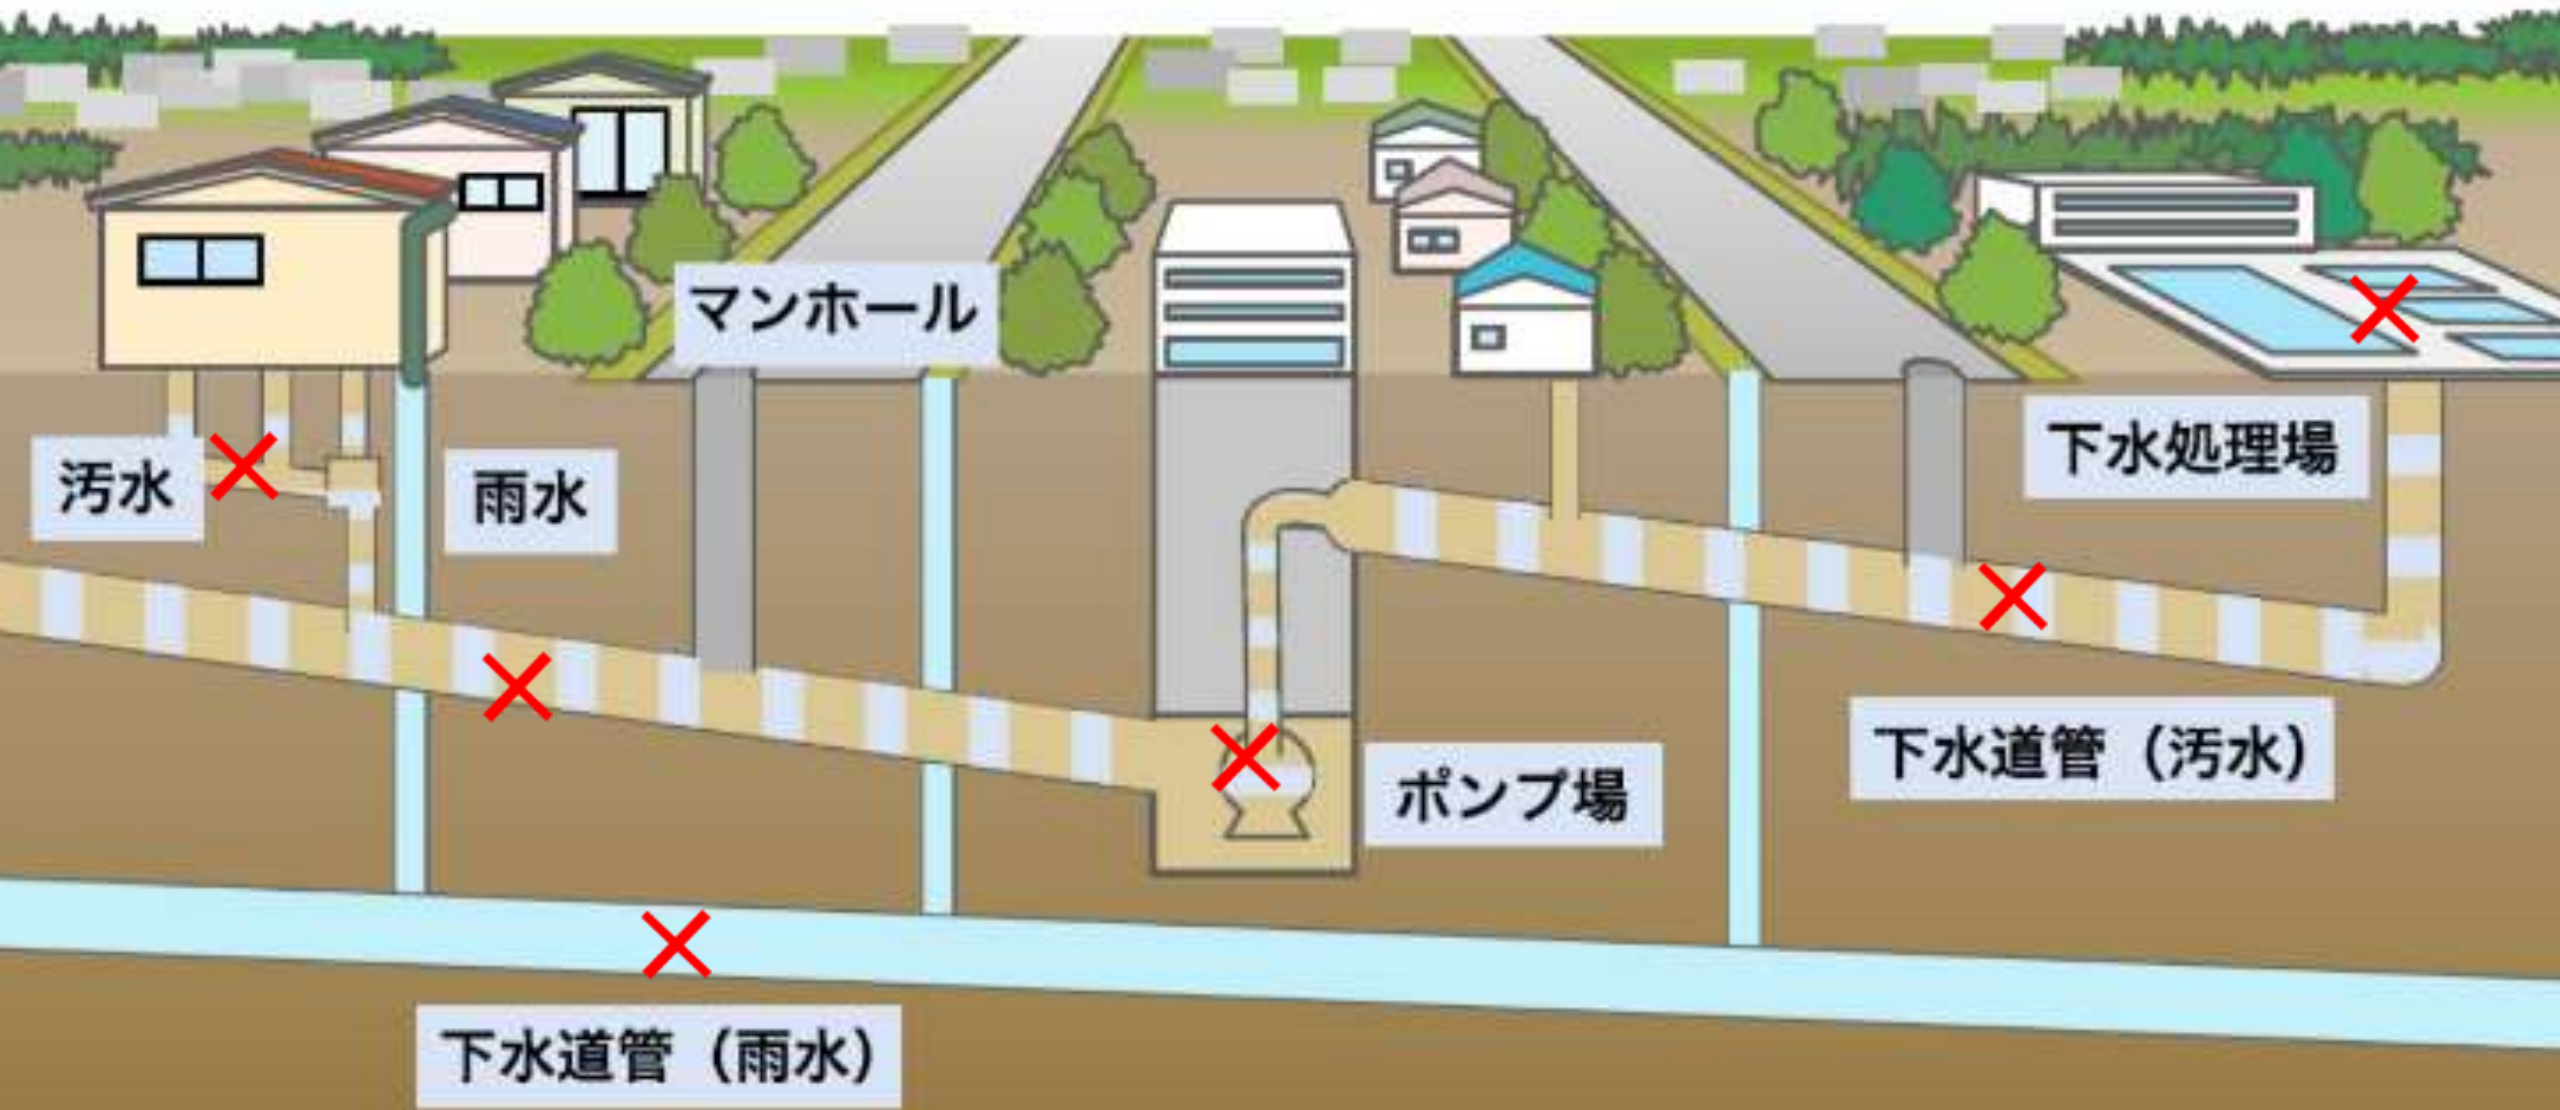 マンホール
汚水
雨水
下水処理場
ポンプ場
下水道管（汚水）
下水道管（雨水）